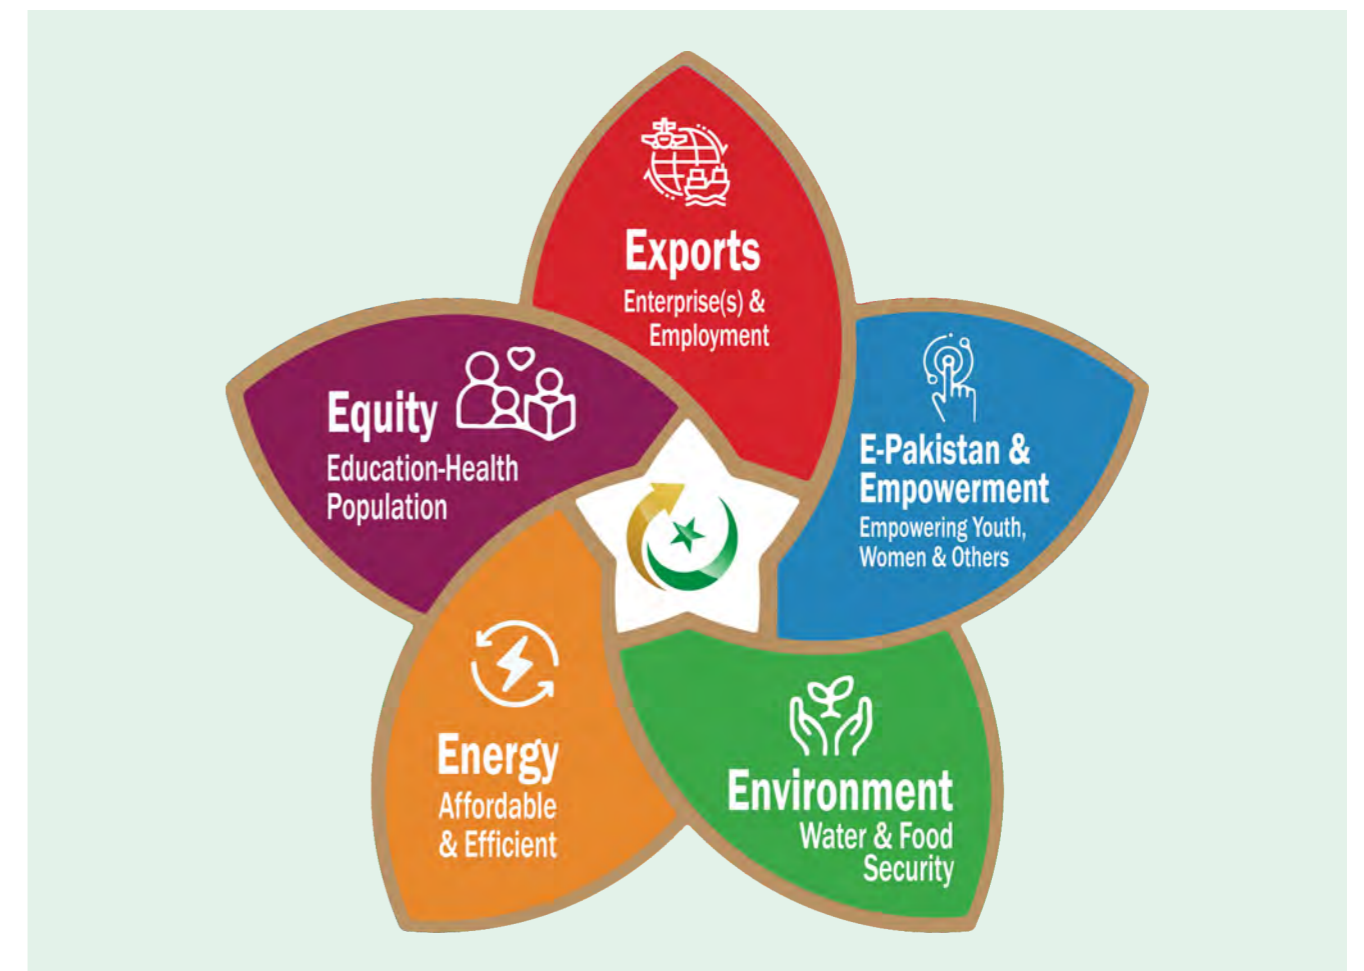 Exports
Enterprise(s) &
Employment
E-Pakistan &
Empowerment
Empowering Youth,
Women & Others
Environment
Water & Food
Security
Energy
Affordable
& Efficient
Equity
Education-Health
Population